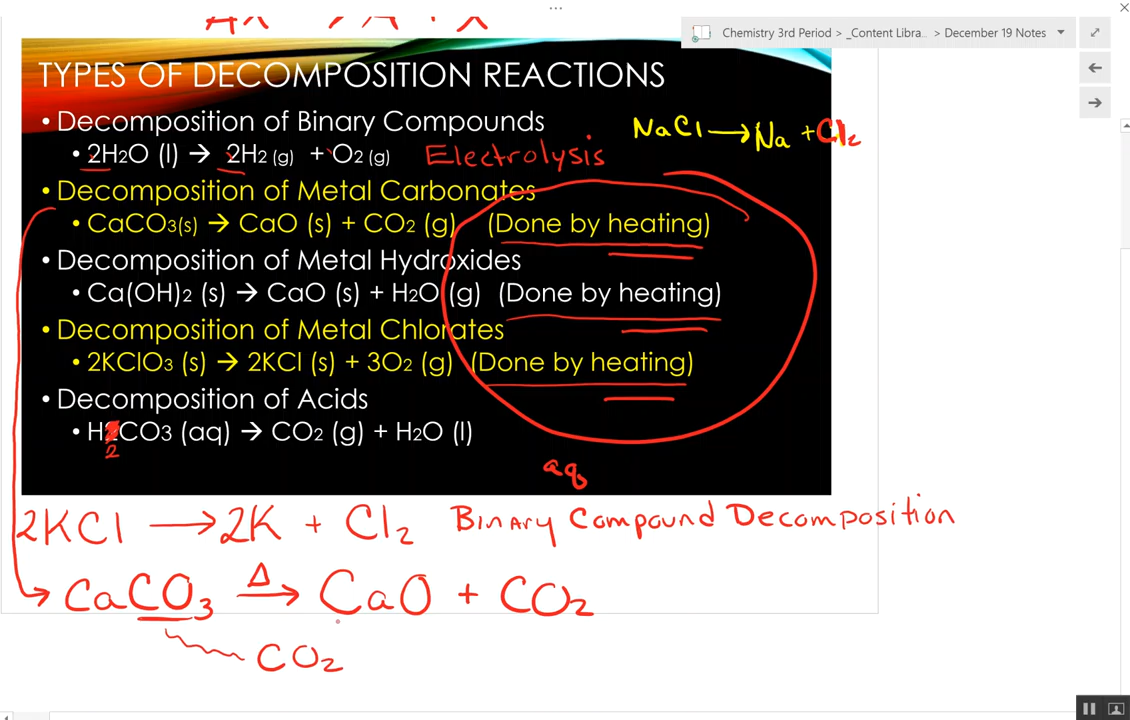 AX → A + X
Chemistry 3rd Period > _Content Libra... > December 19 Notes
TYPES OF DECOMPOSITION REACTIONS
• Decomposition of Binary Compounds
NaCl → Na + Cl2
• 2H2O (l) → 2H2 (g) + O2 (g) Electrolysis
• Decomposition of Metal Carbonates
• CaCO3(s) → CaO (s) + CO2 (g) (Done by heating)
• Decomposition of Metal Hydroxides
• Ca(OH)2 (s) → CaO (s) + H2O (g) (Done by heating)
• Decomposition of Metal Chlorates
• 2KClO3 (s) → 2KCl (s) + 3O2 (g) (Done by heating)
• Decomposition of Acids
• H2CO3 (aq) → CO2 (g) + H2O (l)
aq
2KCl → 2K + Cl2 Binary Compound Decomposition
CaCO3 Δ→ CaO + CO2
CO2